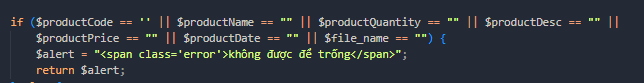 if ($productCode == '' || $productName == "" || $productQuantity == "" || $productDesc == "" ||
$productPrice == "" || $productDate == "" || $file_name == "") {
$alert = "<span class='error'>không được để trống</span>";
return $alert;